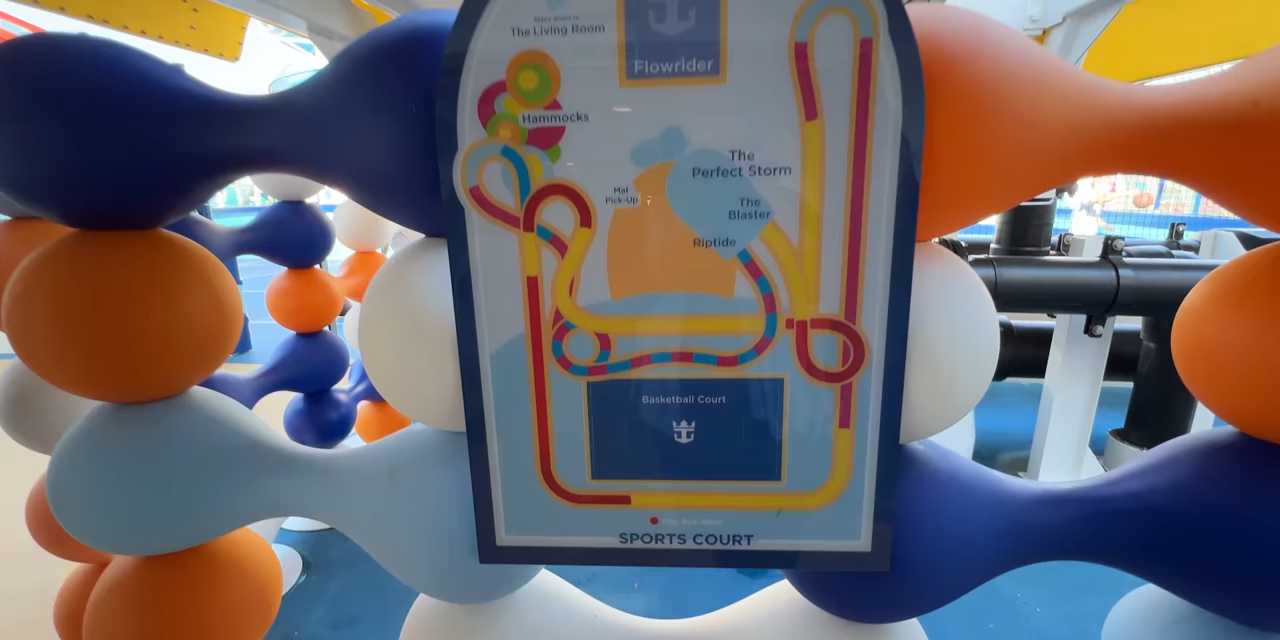 The Living Room
Flowrider
Hammocks
The
Perfect Storm
Mat
Pick-Up
The
Blaster
Riptide
Basketball Court
SPORTS COURT